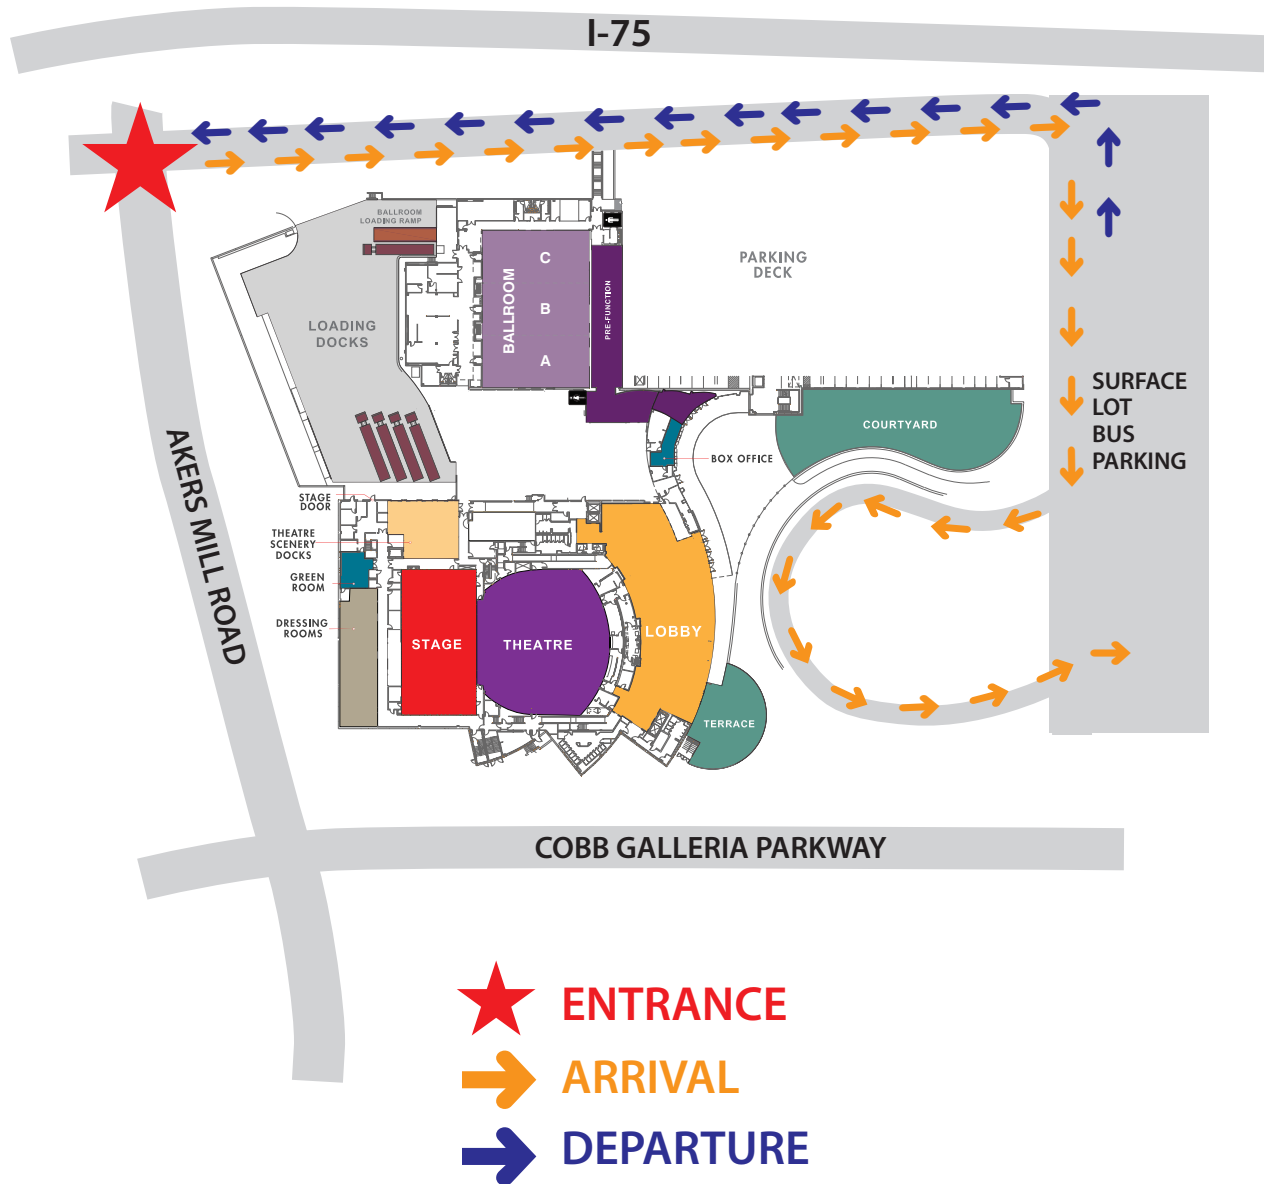 I-75
BALLROOM
LOADING RAMP
LOADING
DOCKS
BALLROOM
C
B
A
PRE-FUNCTION
PARKING
DECK
SURFACE
LOT
BUS
PARKING
COURTYARD
BOX OFFICE
AKERS MILL ROAD
STAGE
DOOR
THEATRE
SCENERY
DOCKS
GREEN
ROOM
DRESSING
ROOMS
STAGE
THEATRE
LOBBY
TERRACE
COBB GALLERIA PARKWAY
ENTRANCE
ARRIVAL
DEPARTURE